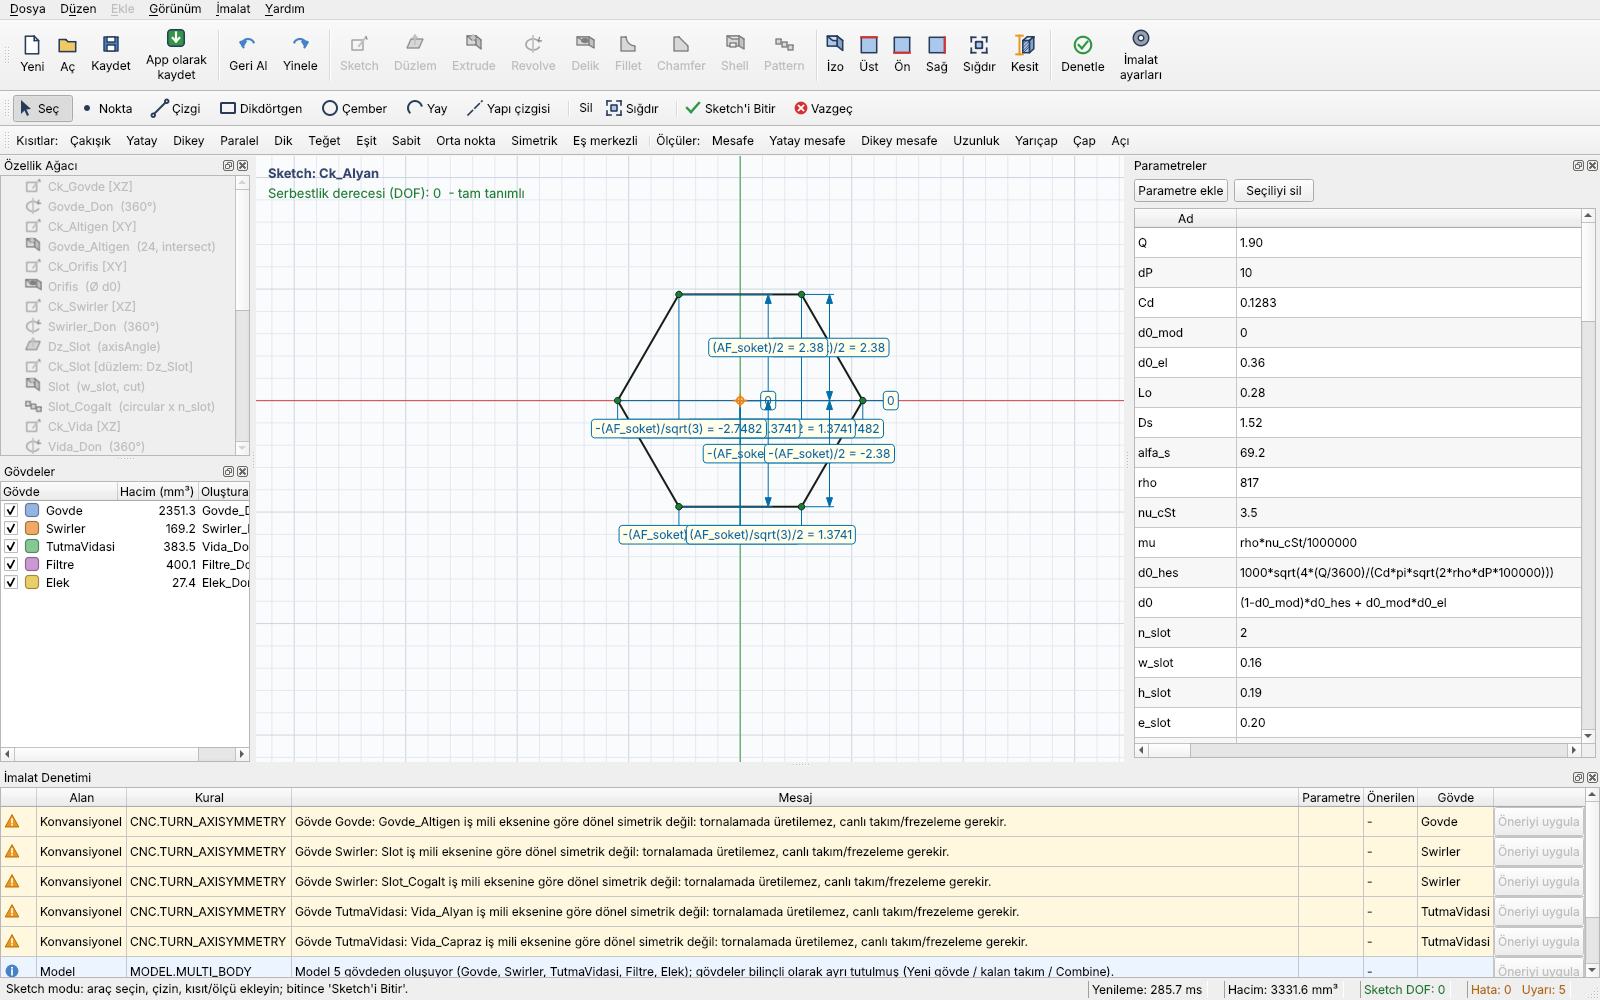 Dosya Düzen Ekle Görünüm İmalat Yardım
Yeni Aç Kaydet App olarak kaydet Geri Al Yinele Sketch Düzlem Extrude Revolve Delik Fillet Chamfer Shell Pattern İzo Üst Ön Sağ Sığdır Kesit Denetle İmalat ayarları
Seç Nokta Çizgi Dikdörtgen Çember Yay Yapı çizgisi Sil Sığdır Sketch'i Bitir Vazgeç
Kısıtlar: Çakışık Yatay Dikey Paralel Dik Teğet Eşit Sabit Orta nokta Simetrik Eş merkezli Ölçüler: Mesafe Yatay mesafe Dikey mesafe Uzunluk Yarıçap Çap Açı
Özellik Ağacı
Ck_Govde [XZ]
Govde_Don (360°)
Ck_Altigen [XY]
Govde_Altigen (24, intersect)
Ck_Orifis [XY]
Orifis (Ø d0)
Ck_Swirler [XZ]
Swirler_Don (360°)
Dz_Slot (axisAngle)
Ck_Slot [düzlem: Dz_Slot]
Slot (w_slot, cut)
Slot_Cogalt (circular x n_slot)
Ck_Vida [XZ]
Vida_Don (360°)
Gövdeler
Gövde Hacim (mm³) Oluştura
Govde 2351.3 Govde_D
Swirler 169.2 Swirler_
TutmaVidasi 383.5 Vida_Do
Filtre 400.1 Filtre_Do
Elek 27.4 Elek_Do
Sketch: Ck_Alyan
Serbestlik derecesi (DOF): 0 - tam tanımlı
(AF_soket)/2 = 2.38 )/2 = 2.38
0 0
-(AF_soket)/sqrt(3) = -2.7482 .3741 = 1.3741 482
-(AF_soke -(AF_soket)/2 = -2.38
-(AF_soket) (AF_soket)/sqrt(3)/2 = 1.3741
Parametreler
Parametre ekle Seçiliyi sil
Ad
Q 1.90
dP 10
Cd 0.1283
d0_mod 0
d0_el 0.36
Lo 0.28
Ds 1.52
alfa_s 69.2
rho 817
nu_cSt 3.5
mu rho*nu_cSt/1000000
d0_hes 1000*sqrt(4*(Q/3600)/(Cd*pi*sqrt(2*rho*dP*100000)))
d0 (1-d0_mod)*d0_hes + d0_mod*d0_el
n_slot 2
w_slot 0.16
h_slot 0.19
e_slot 0.20
İmalat Denetimi
Alan Kural Mesaj Parametre Önerilen Gövde
Konvansiyonel CNC.TURN_AXISYMMETRY Gövde Govde: Govde_Altigen iş mili eksenine göre dönel simetrik değil: tornalamada üretilemez, canlı takım/frezeleme gerekir. - Govde Öneriyi uygula
Konvansiyonel CNC.TURN_AXISYMMETRY Gövde Swirler: Slot iş mili eksenine göre dönel simetrik değil: tornalamada üretilemez, canlı takım/frezeleme gerekir. - Swirler Öneriyi uygula
Konvansiyonel CNC.TURN_AXISYMMETRY Gövde Swirler: Slot_Cogalt iş mili eksenine göre dönel simetrik değil: tornalamada üretilemez, canlı takım/frezeleme gerekir. - Swirler Öneriyi uygula
Konvansiyonel CNC.TURN_AXISYMMETRY Gövde TutmaVidasi: Vida_Alyan iş mili eksenine göre dönel simetrik değil: tornalamada üretilemez, canlı takım/frezeleme gerekir. - TutmaVidasi Öneriyi uygula
Konvansiyonel CNC.TURN_AXISYMMETRY Gövde TutmaVidasi: Vida_Capraz iş mili eksenine göre dönel simetrik değil: tornalamada üretilemez, canlı takım/frezeleme gerekir. - TutmaVidasi Öneriyi uygula
Model MODEL.MULTI_BODY Model 5 gövdeden oluşuyor (Govde, Swirler, TutmaVidasi, Filtre, Elek); gövdeler bilinçli olarak ayrı tutulmuş (Yeni gövde / kalan takım / Combine). - Öneriyi uygula
Sketch modu: araç seçin, çizin, kısıt/ölçü ekleyin; bitince 'Sketch'i Bitir'. Yenileme: 285.7 ms Hacim: 3331.6 mm³ Sketch DOF: 0 Hata: 0 Uyarı: 5